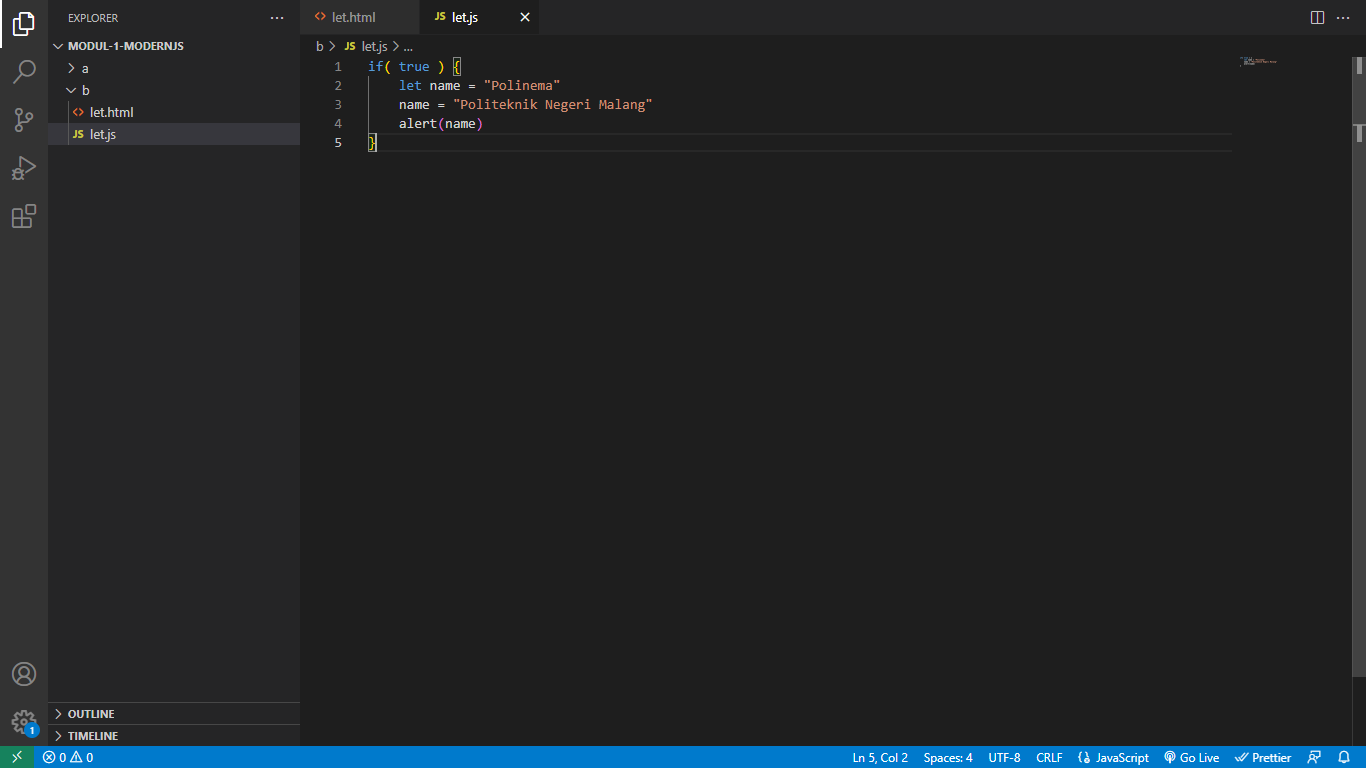 EXPLORER
let.html
JS let.js
MODUL-1-MODERNJS
b > JS let.js > ...
a
b
let.html
JS let.js
1 if( true ) {
2     let name = "Polinema"
3     name = "Politeknik Negeri Malang"
4     alert(name)
5 }
OUTLINE
TIMELINE
1
0 0
Ln 5, Col 2
Spaces: 4
UTF-8
CRLF
JavaScript
Go Live
Prettier